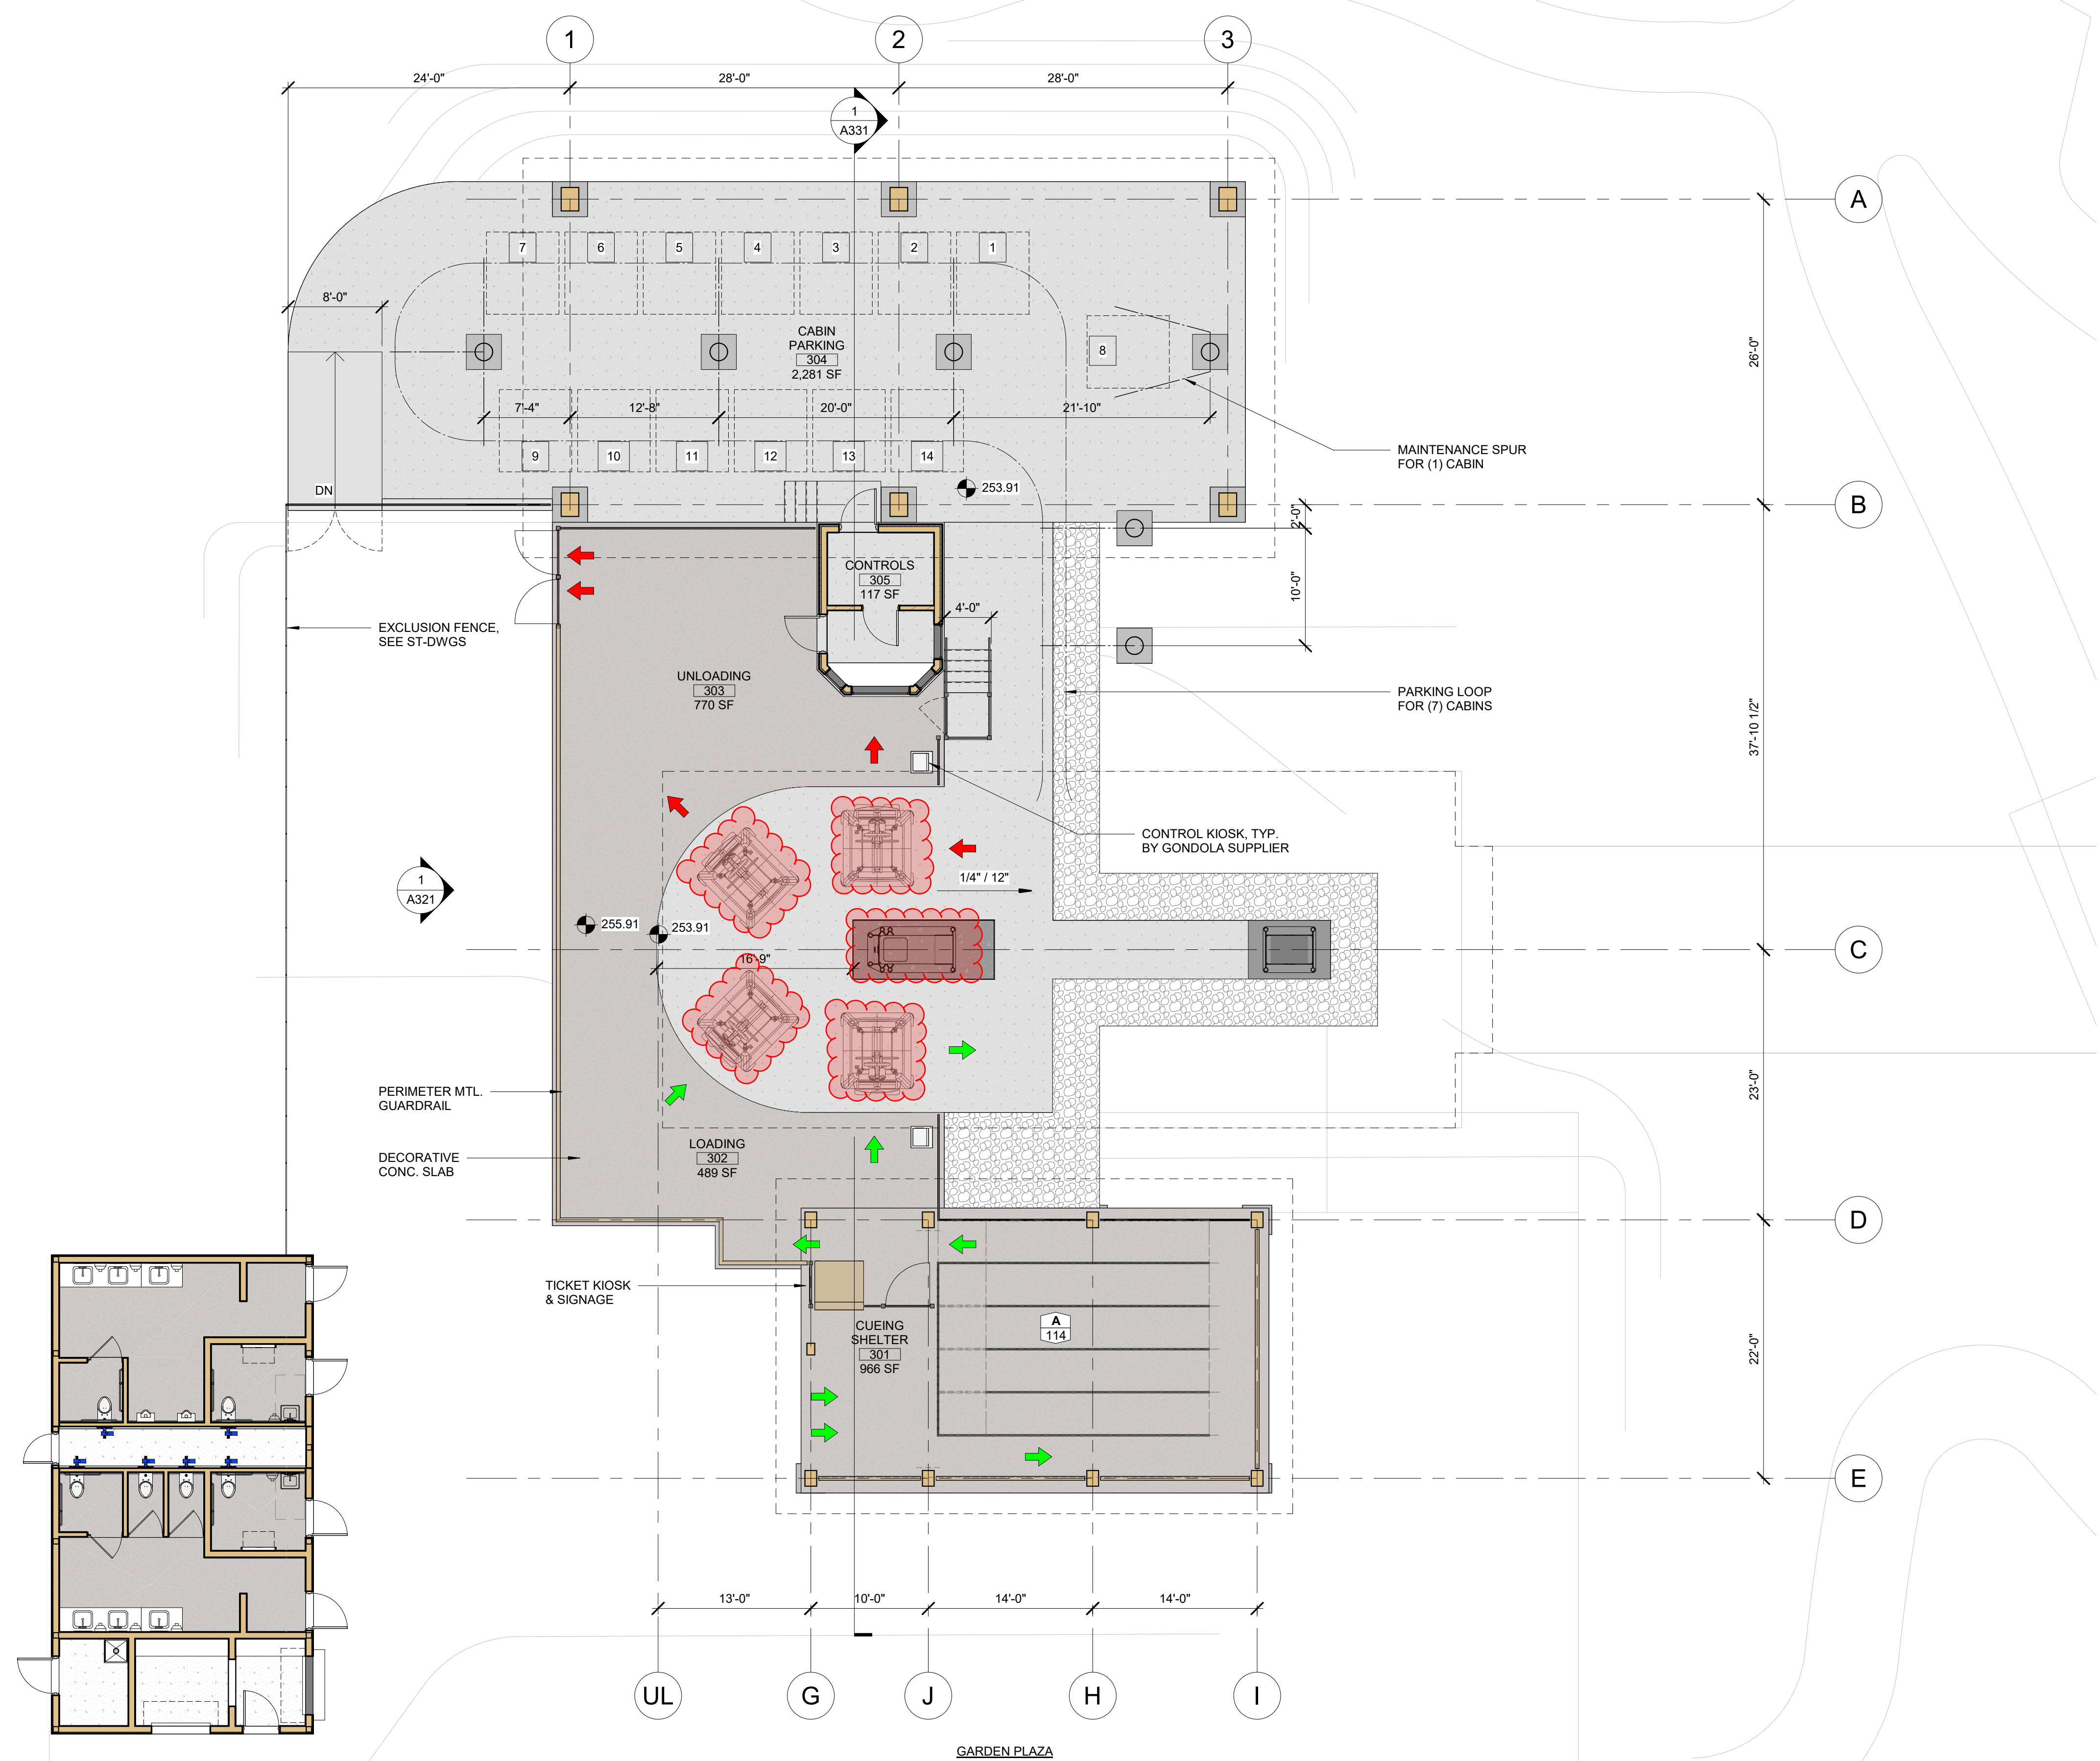 1
2
3
24'-0"
28'-0"
28'-0"
1
A331
A
7
6
5
4
3
2
1
8'-0"
CABIN
PARKING
304
2,281 SF
8
26'-0"
7'-4"
12'-8"
20'-0"
21'-10"
9
10
11
12
13
14
MAINTENANCE SPUR
FOR (1) CABIN
DN
253.91
B
2'-0"
CONTROLS
305
117 SF
10'-0"
4'-0"
EXCLUSION FENCE,
SEE ST-DWGS
UNLOADING
303
770 SF
PARKING LOOP
FOR (7) CABINS
37'-10 1/2"
CONTROL KIOSK, TYP.
BY GONDOLA SUPPLIER
1/4" / 12"
1
A321
255.91
253.91
C
16'-9"
PERIMETER MTL.
GUARDRAIL
23'-0"
DECORATIVE
CONC. SLAB
LOADING
302
489 SF
D
TICKET KIOSK
& SIGNAGE
CUEING
SHELTER
301
966 SF
A
114
22'-0"
E
13'-0"
10'-0"
14'-0"
14'-0"
UL
G
J
H
I
GARDEN PLAZA